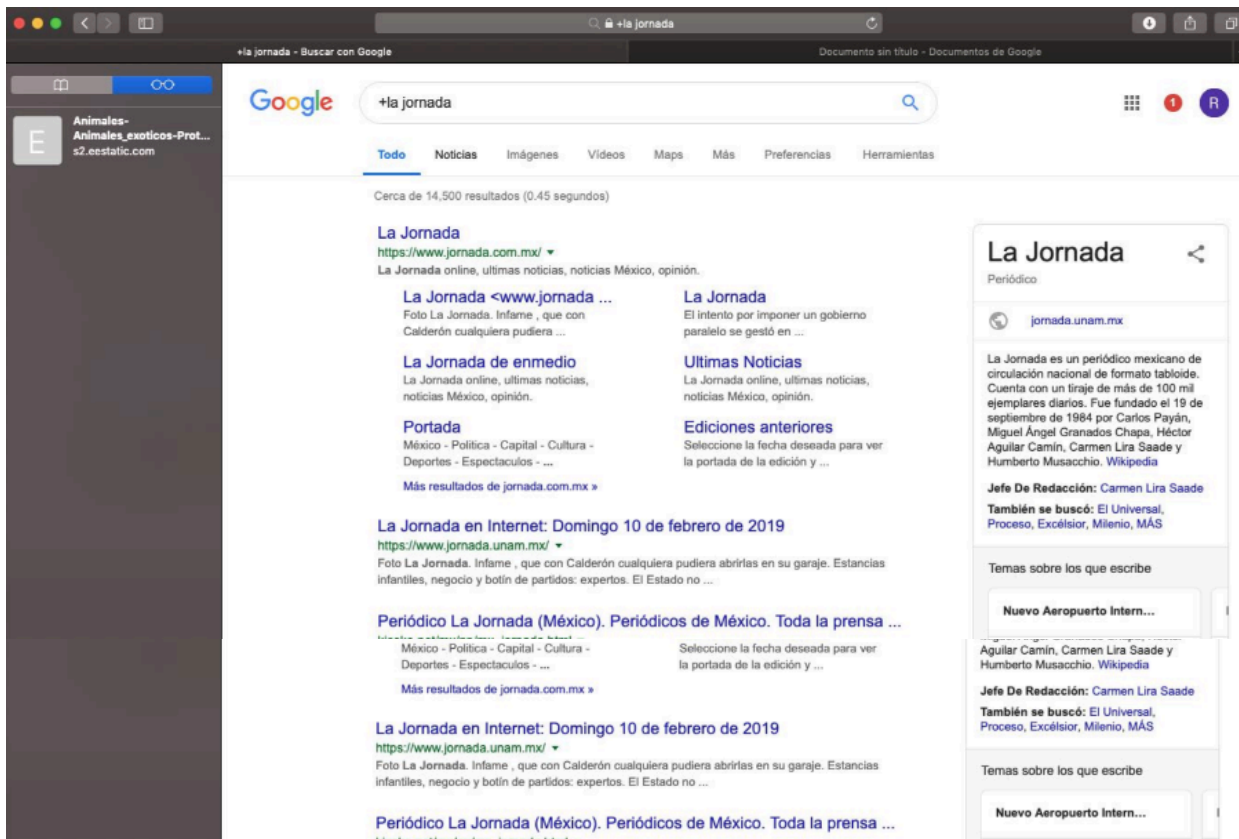 +la jornada
+la jornada - Buscar con Google
Documento sin título - Documentos de Google
Animales-
Animales_exoticos-Prot...
s2.eestatic.com
E
Google
+la jornada
1
R
Todo Noticias Imágenes Vídeos Maps Más Preferencias Herramientas
Cerca de 14,500 resultados (0.45 segundos)
La Jornada
https://www.jornada.com.mx/
La Jornada online, ultimas noticias, noticias México, opinión.
La Jornada <www.jornada ...
Foto La Jornada. Infame , que con
Calderón cualquiera pudiera ...
La Jornada
El intento por imponer un gobierno
paralelo se gestó en ...
La Jornada de enmedio
La Jornada online, ultimas noticias,
noticias México, opinión.
Ultimas Noticias
La Jornada online, ultimas noticias,
noticias México, opinión.
Portada
México - Politica - Capital - Cultura -
Deportes - Espectaculos - ...
Ediciones anteriores
Seleccione la fecha deseada para ver
la portada de la edición y ...
Más resultados de jornada.com.mx »
La Jornada en Internet: Domingo 10 de febrero de 2019
https://www.jornada.unam.mx/
Foto La Jornada. Infame , que con Calderón cualquiera pudiera abrirlas en su garaje. Estancias
infantiles, negocio y botín de partidos: expertos. El Estado no ...
Periódico La Jornada (México). Periódicos de México. Toda la prensa ...
México - Politica - Capital - Cultura -
Deportes - Espectaculos - ...
Seleccione la fecha deseada para ver
la portada de la edición y ...
Más resultados de jornada.com.mx »
La Jornada en Internet: Domingo 10 de febrero de 2019
https://www.jornada.unam.mx/
Foto La Jornada. Infame , que con Calderón cualquiera pudiera abrirlas en su garaje. Estancias
infantiles, negocio y botín de partidos: expertos. El Estado no ...
Periódico La Jornada (México). Periódicos de México. Toda la prensa ...
La Jornada
Periódico
jornada.unam.mx
La Jornada es un periódico mexicano de
circulación nacional de formato tabloide.
Cuenta con un tiraje de más de 100 mil
ejemplares diarios. Fue fundado el 19 de
septiembre de 1984 por Carlos Payán,
Miguel Ángel Granados Chapa, Héctor
Aguilar Camín, Carmen Lira Saade y
Humberto Musacchio. Wikipedia
Jefe De Redacción: Carmen Lira Saade
También se buscó: El Universal,
Proceso, Excélsior, Milenio, MÁS
Temas sobre los que escribe
Nuevo Aeropuerto Intern...
Aguilar Camín, Carmen Lira Saade y
Humberto Musacchio. Wikipedia
Jefe De Redacción: Carmen Lira Saade
También se buscó: El Universal,
Proceso, Excélsior, Milenio, MÁS
Temas sobre los que escribe
Nuevo Aeropuerto Intern...